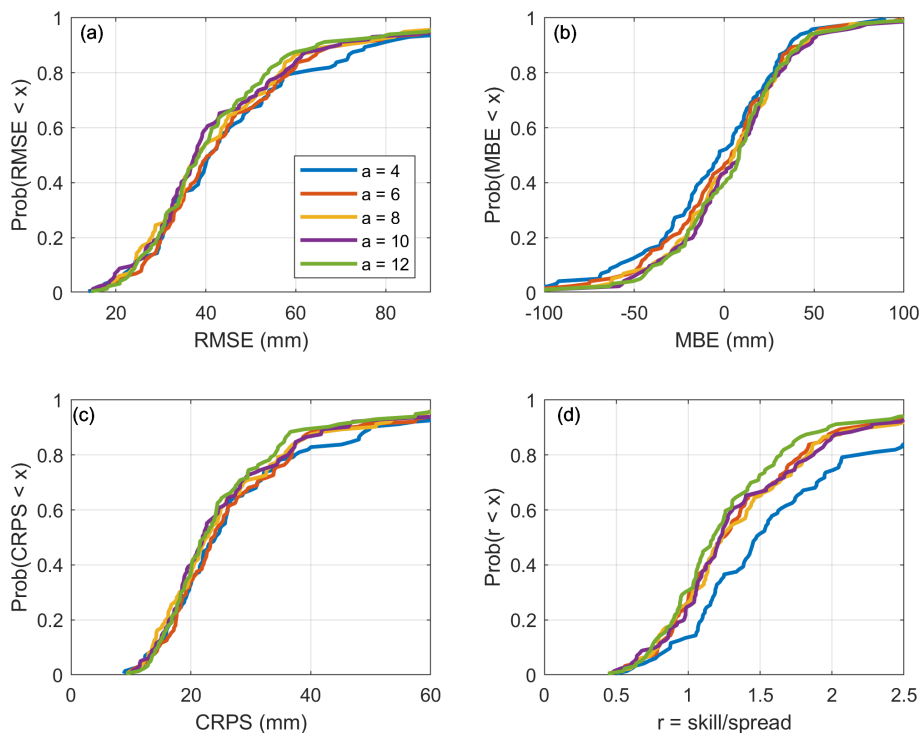 (a)
Prob(RMSE < x)
1
0.8
0.6
0.4
0.2
0
20
40
60
80
RMSE (mm)
a = 4
a = 6
a = 8
a = 10
a = 12
(b)
Prob(MBE < x)
1
0.8
0.6
0.4
0.2
0
-100
-50
0
50
100
MBE (mm)
(c)
Prob(CRPS < x)
1
0.8
0.6
0.4
0.2
0
0
20
40
60
CRPS (mm)
(d)
Prob(r < x)
1
0.8
0.6
0.4
0.2
0
0
0.5
1
1.5
2
2.5
r = skill/spread